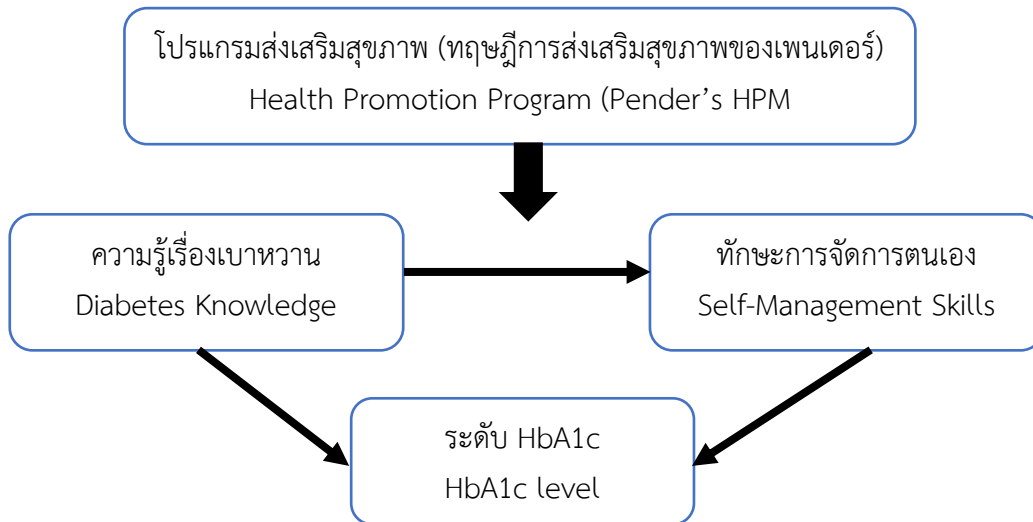 โปรแกรมส่งเสริมสุขภาพ (ทฤษฎีการส่งเสริมสุขภาพของเพนเดอร์)
Health Promotion Program (Pender’s HPM
ความรู้เรื่องเบาหวาน
Diabetes Knowledge
ทักษะการจัดการตนเอง
Self-Management Skills
ระดับ HbA1c
HbA1c level